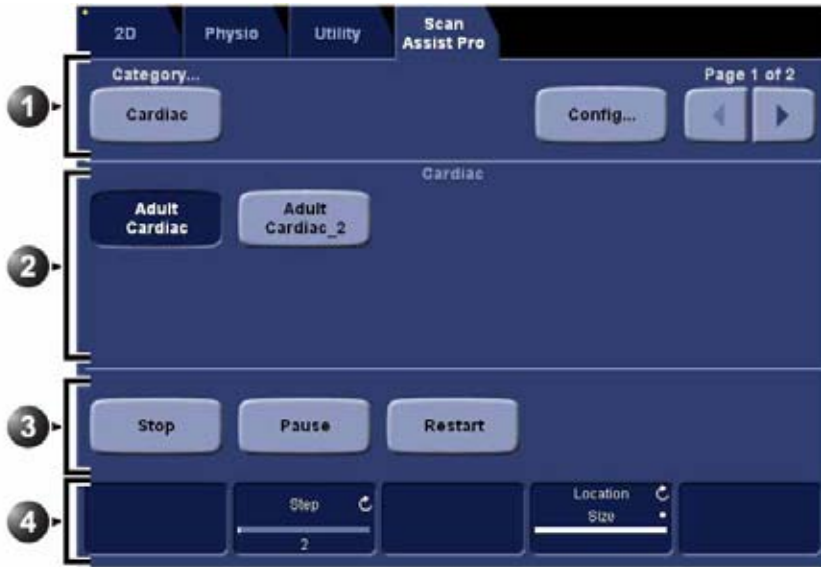 2D
Physio
Utility
Scan
Assist Pro
1
Category...
Page 1 of 2
Cardiac
Config...
2
Cardiac
Adult
Cardiac
Adult
Cardiac_2
3
Stop
Pause
Restart
4
Step
2
Location
Size